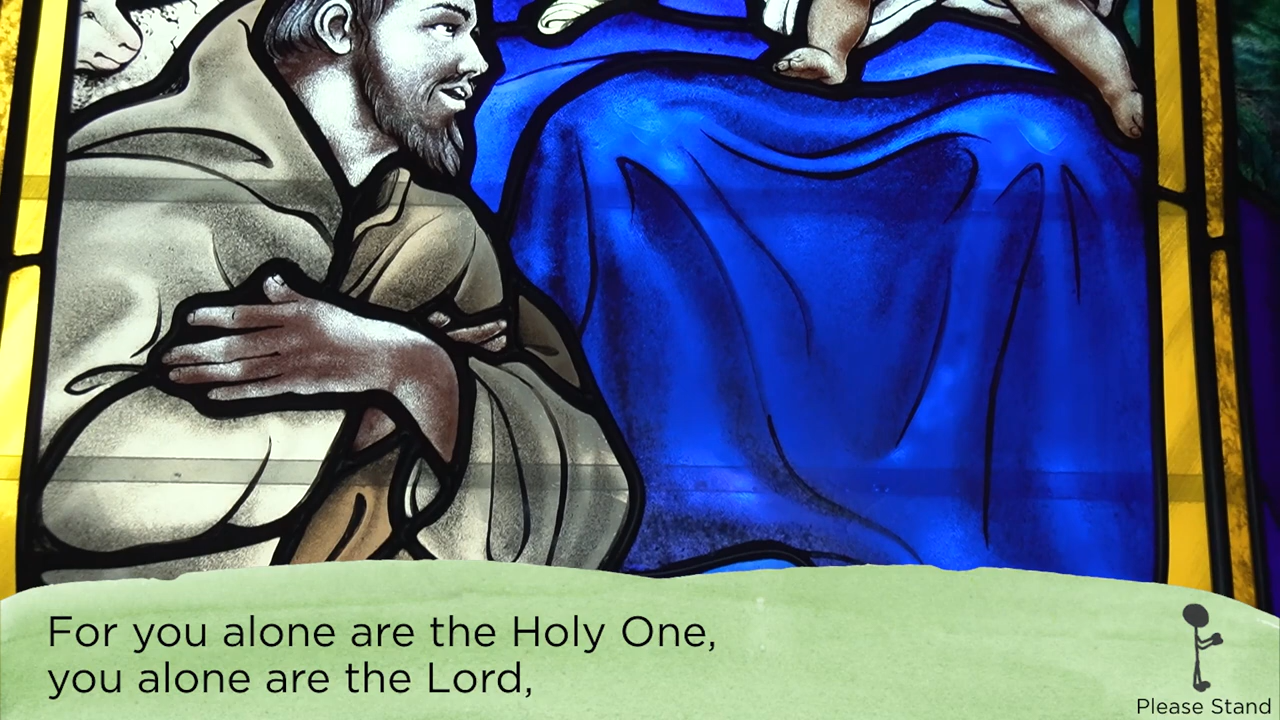 For you alone are the Holy One,
you alone are the Lord,
Please Stand